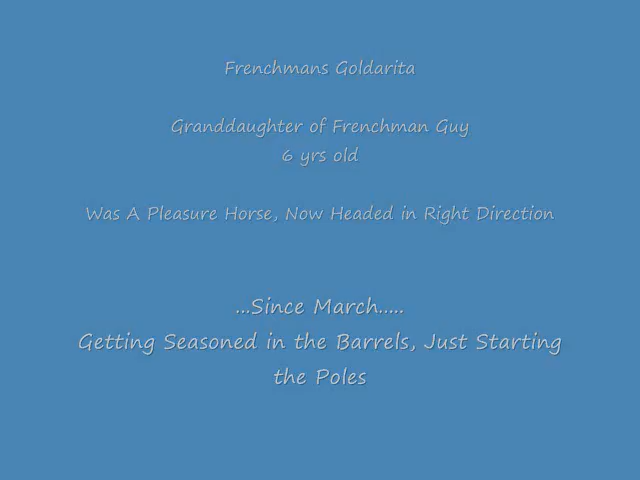 Frenchmans Goldarita
Granddaughter of Frenchman Guy
6 yrs old
Was A Pleasure Horse, Now Headed in Right Direction
...Since March.....
Getting Seasoned in the Barrels, Just Starting
the Poles